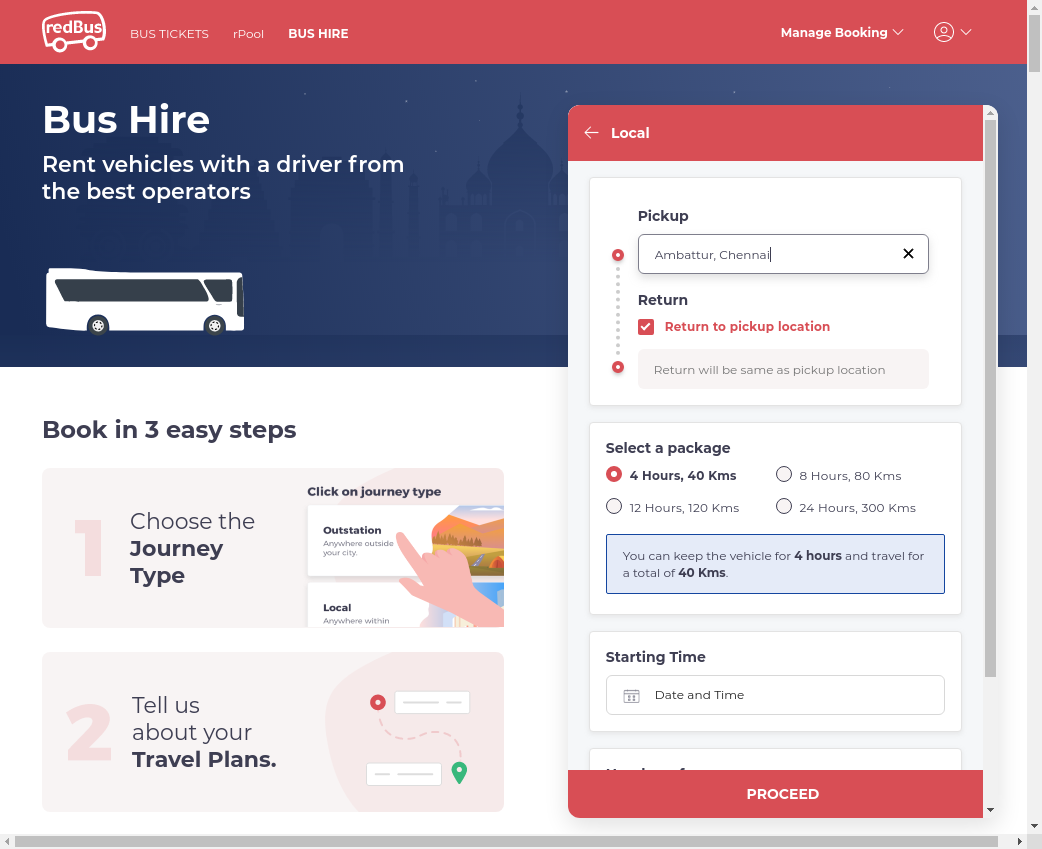 redBus
BUS TICKETS
rPool
BUS HIRE
Manage Booking
Bus Hire
Rent vehicles with a driver from
the best operators
Local
Pickup
Ambattur, Chennai
Return
Return to pickup location
Return will be same as pickup location
Select a package
4 Hours, 40 Kms
8 Hours, 80 Kms
12 Hours, 120 Kms
24 Hours, 300 Kms
You can keep the vehicle for 4 hours and travel for
a total of 40 Kms.
Starting Time
Date and Time
PROCEED
Book in 3 easy steps
1
Choose the
Journey
Type
Click on journey type
Outstation
Anywhere outside
your city.
Local
Anywhere within
2
Tell us
about your
Travel Plans.